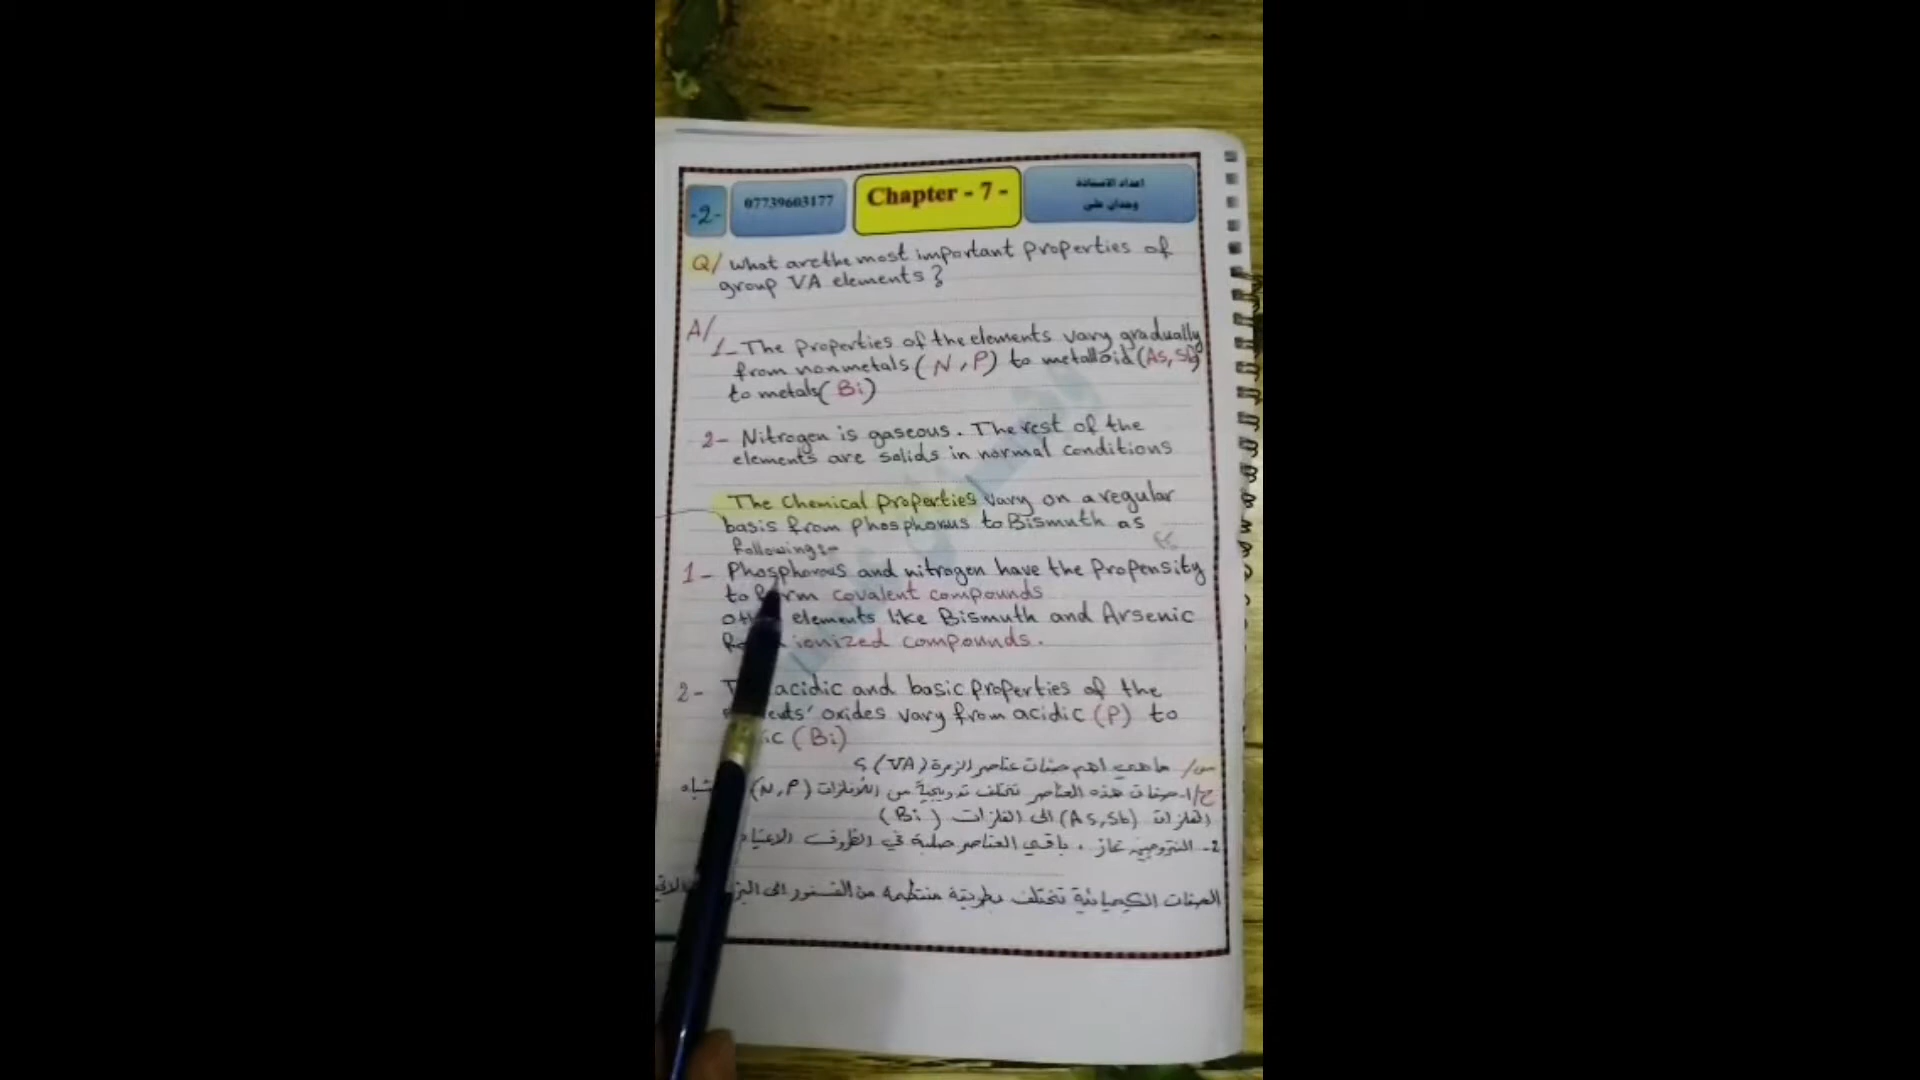 -2-
07739603177
Chapter - 7 -
اعداد الاستاذة
وجدان علي
Q/ What are the most important properties of
group VA elements?
A/
1- The properties of the elements vary gradually
from nonmetals (N, P) to metalloid (As, Sb)
to metals (Bi)
2- Nitrogen is gaseous. The rest of the
elements are solids in normal conditions
The Chemical properties vary on a regular
basis from phosphorus to Bismuth as
followings:-
1- Phosphorous and nitrogen have the propensity
to form covalent compounds
elements like Bismuth and Arsenic
ionized compounds.
2- acidic and basic properties of the
oxides vary from acidic (P) to
(Bi)
س/ ما هي اهم صفات عناصر الزمرة (VA) ؟
ج/ 1- صفات هذه العناصر تختلف تدريجياً من اللافلزات (N, P)
الفلزات (As, Sb) الى الفلزات (Bi)
2- النتروجين غاز . باقي العناصر صلبة في الظروف
الصفات الكيميائية تختلف بطريقة منتظمة من الفسفور الى